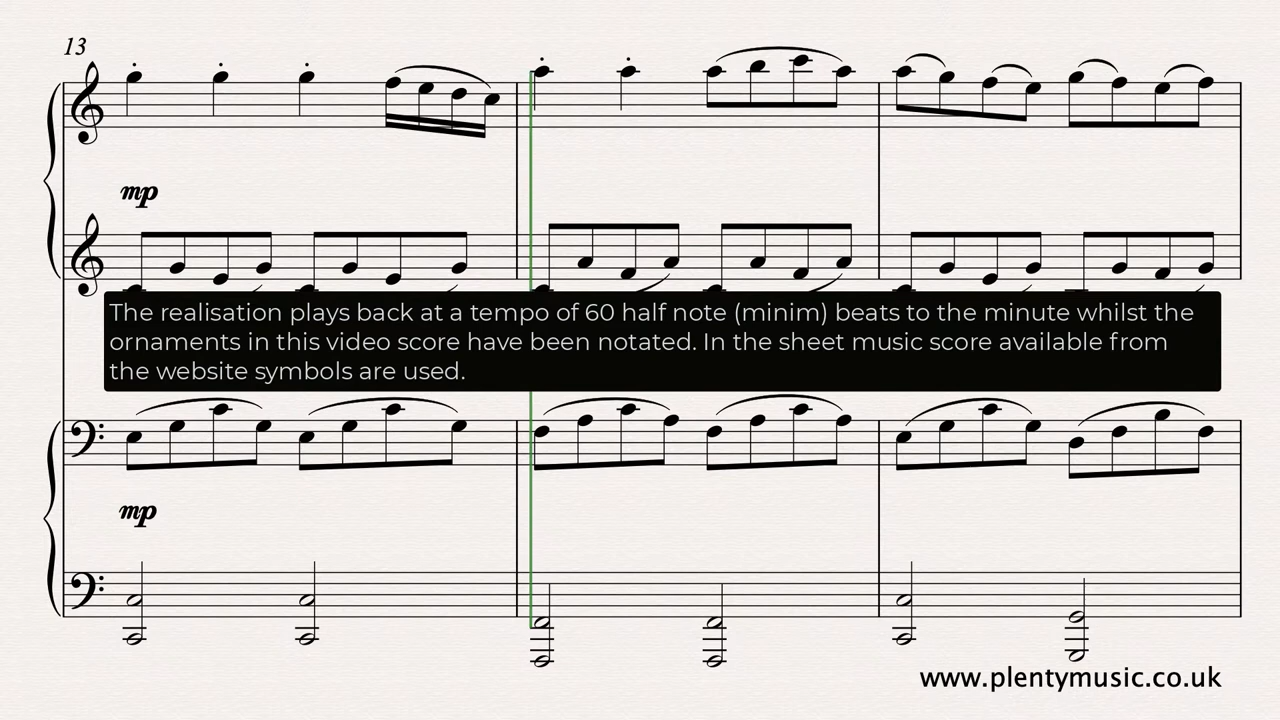 13
mp
The realisation plays back at a tempo of 60 half note (minim) beats to the minute whilst the
ornaments in this video score have been notated. In the sheet music score available from
the website symbols are used.
mp
www.plentymusic.co.uk